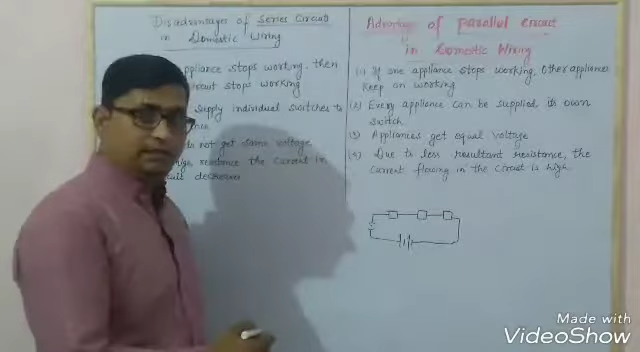 Disadvantages of Series Circuit
in Domestic Wiring
appliance stops working, then
stops working
supply individual switches to
do not get same voltage
resistance the current in
decreases
Advantages of Parallel Circuit
in Domestic Wiring
(1) If one appliance stops working, Other appliances
keep on working
(2) Every appliance can be supplied its own
switch
(3) Appliances get equal voltage
(4) Due to less resultant resistance, the
current flowing in the circuit is high
Made with
VideoShow